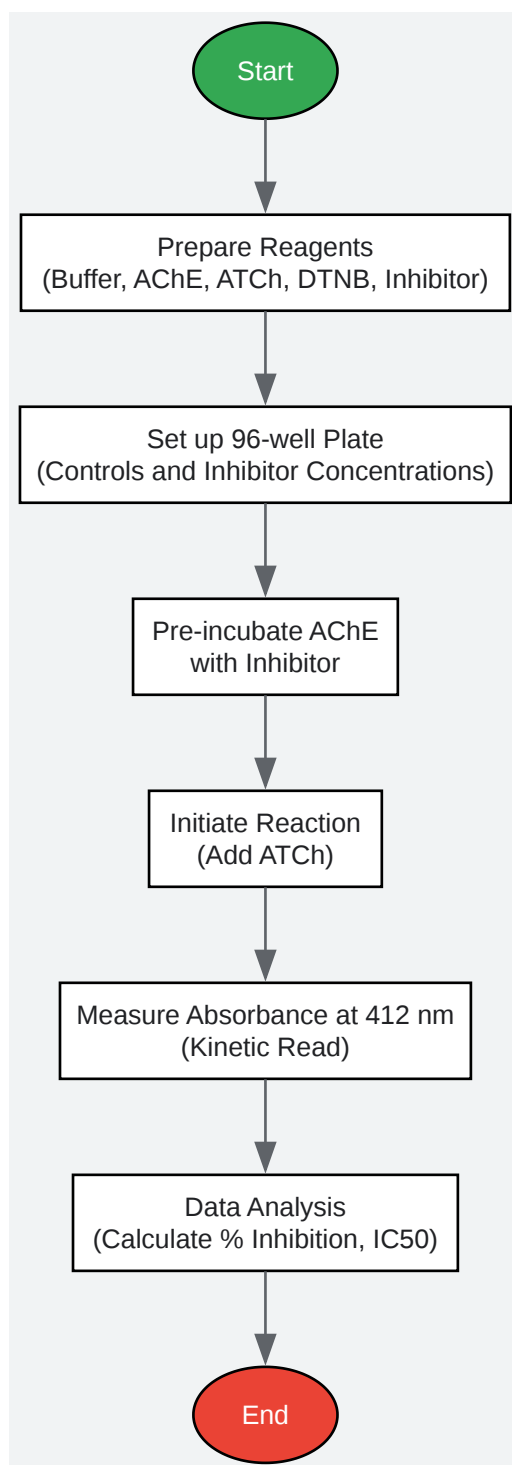 Start
Prepare Reagents
(Buffer, AChE, ATCh, DTNB, Inhibitor)
Set up 96-well Plate
(Controls and Inhibitor Concentrations)
Pre-incubate AChE
with Inhibitor
Initiate Reaction
(Add ATCh)
Measure Absorbance at 412 nm
(Kinetic Read)
Data Analysis
(Calculate % Inhibition, IC50)
End